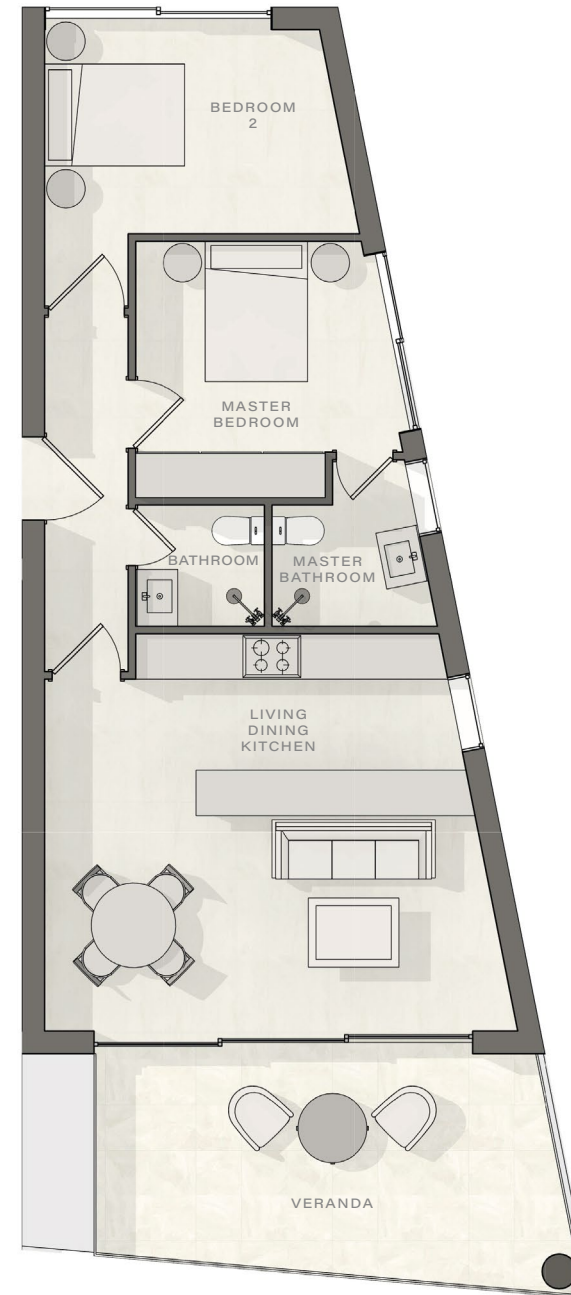 BEDROOM
2
MASTER
BEDROOM
BATHROOM
MASTER
BATHROOM
LIVING
DINING
KITCHEN
VERANDA